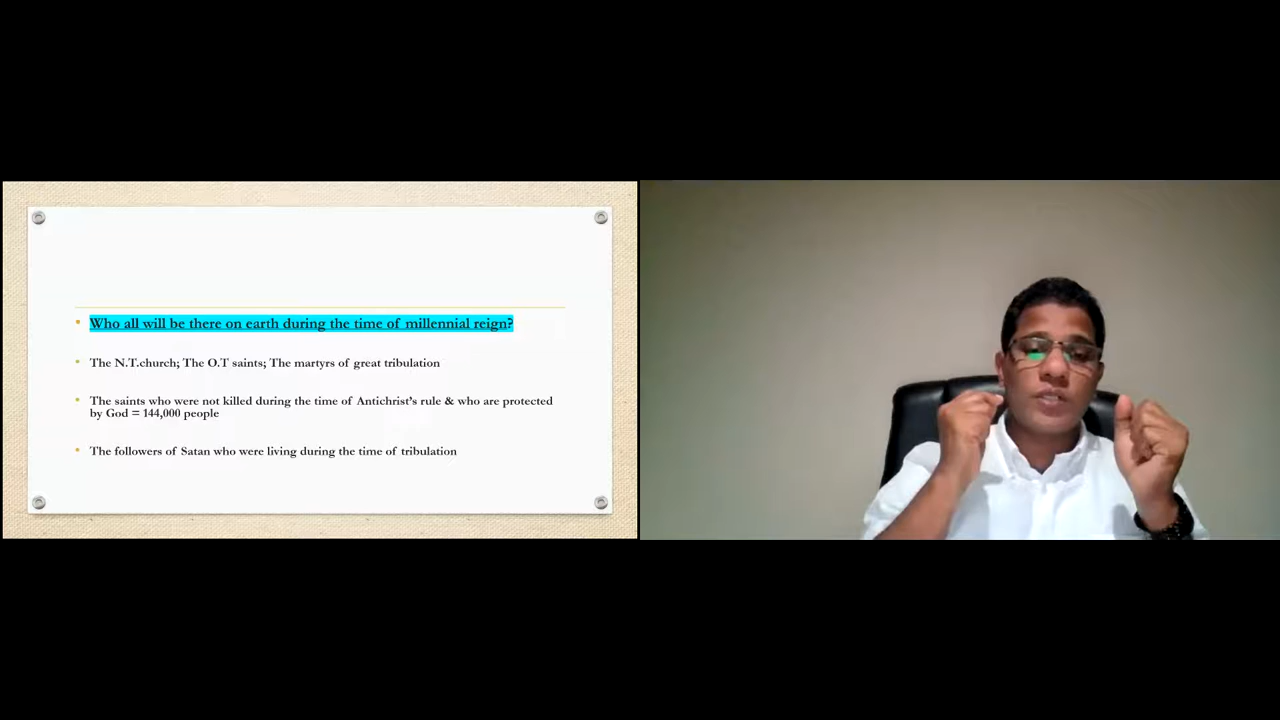 Who all will be there on earth during the time of millennial reign?
The N.T.church; The O.T saints; The martyrs of great tribulation
The saints who were not killed during the time of Antichrist's rule & who are protected
by God = 144,000 people
The followers of Satan who were living during the time of tribulation